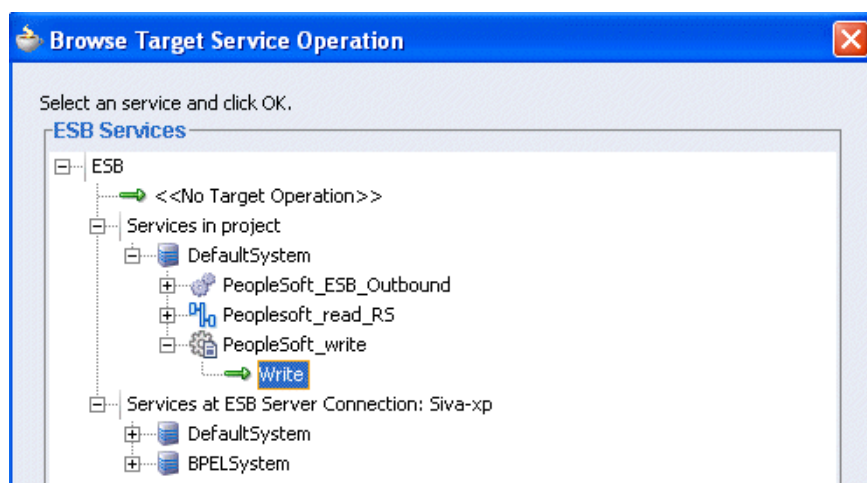 Browse Target Service Operation
Select an service and click OK.
ESB Services
ESB
<<No Target Operation>>
Services in project
DefaultSystem
PeopleSoft_ESB_Outbound
Peoplesoft_read_RS
PeopleSoft_write
Write
Services at ESB Server Connection: Siva-xp
DefaultSystem
BPELSystem